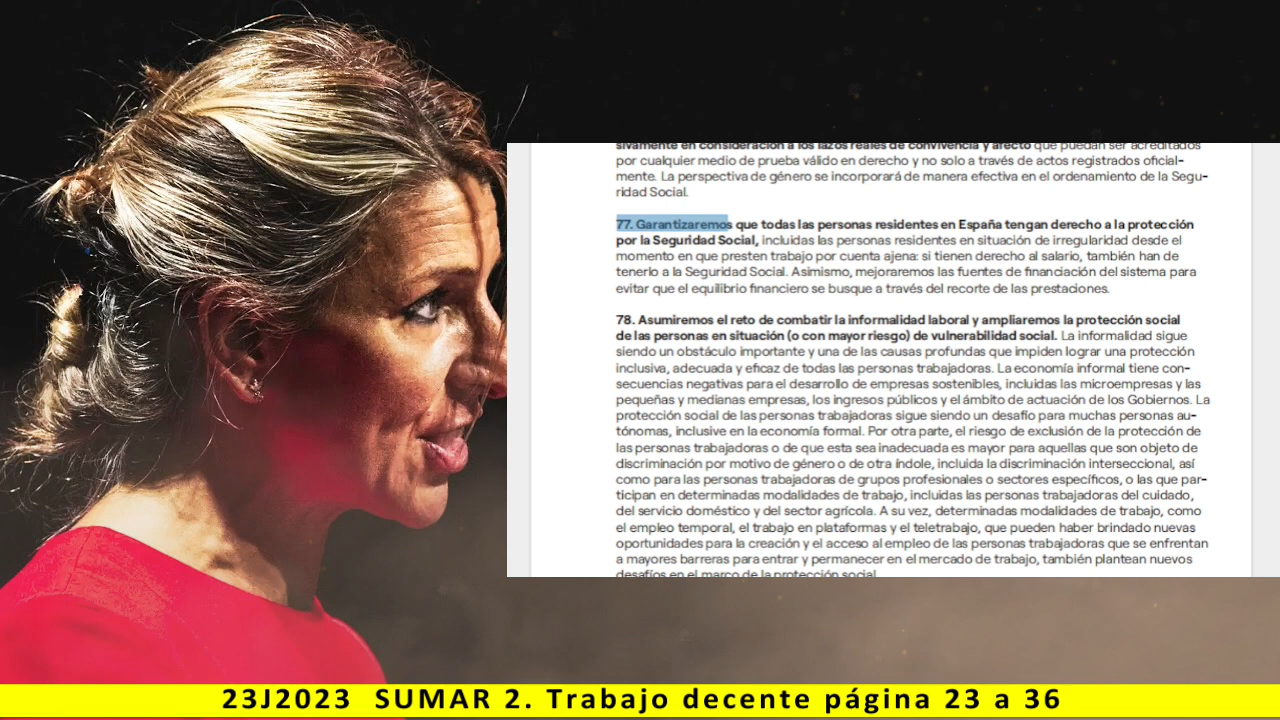 sivamente en consideración a los lazos reales de convivencia y afecto que puedan ser acreditados
por cualquier medio de prueba válido en derecho y no solo a través de actos registrados oficial-
mente. La perspectiva de género se incorporará de manera efectiva en el ordenamiento de la Segu-
ridad Social.
77. Garantizaremos que todas las personas residentes en España tengan derecho a la protección
por la Seguridad Social, incluidas las personas residentes en situación de irregularidad desde el
momento en que presten trabajo por cuenta ajena: si tienen derecho al salario, también han de
tenerlo a la Seguridad Social. Asimismo, mejoraremos las fuentes de financiación del sistema para
evitar que el equilibrio financiero se busque a través del recorte de las prestaciones.
78. Asumiremos el reto de combatir la informalidad laboral y ampliaremos la protección social
de las personas en situación (o con mayor riesgo) de vulnerabilidad social. La informalidad sigue
siendo un obstáculo importante y una de las causas profundas que impiden lograr una protección
inclusiva, adecuada y eficaz de todas las personas trabajadoras. La economía informal tiene con-
secuencias negativas para el desarrollo de empresas sostenibles, incluidas las microempresas y las
pequeñas y medianas empresas, los ingresos públicos y el ámbito de actuación de los Gobiernos. La
protección social de las personas trabajadoras sigue siendo un desafío para muchas personas au-
tónomas, inclusive en la economía formal. Por otra parte, el riesgo de exclusión de la protección de
las personas trabajadoras o de que esta sea inadecuada es mayor para aquellas que son objeto de
discriminación por motivo de género o de otra índole, incluida la discriminación interseccional, así
como para las personas trabajadoras de grupos profesionales o sectores específicos, o las que par-
ticipan en determinadas modalidades de trabajo, incluidas las personas trabajadoras del cuidado,
del servicio doméstico y del sector agrícola. A su vez, determinadas modalidades de trabajo, como
el empleo temporal, el trabajo en plataformas y el teletrabajo, que pueden haber brindado nuevas
oportunidades para la creación y el acceso al empleo de las personas trabajadoras que se enfrentan
a mayores barreras para entrar y permanecer en el mercado de trabajo, también plantean nuevos
desafíos en el marco de la protección social.
23J2023 SUMAR 2. Trabajo decente página 23 a 36